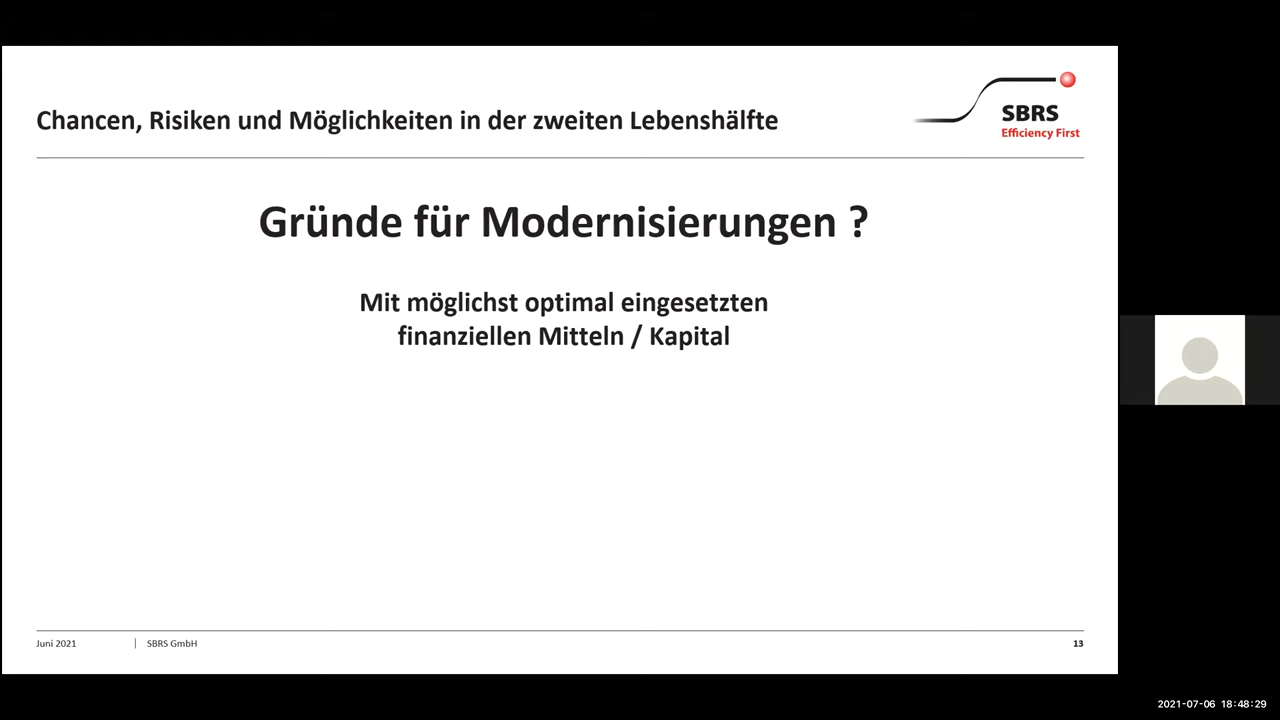 Chancen, Risiken und Möglichkeiten in der zweiten Lebenshälfte
SBRS
Efficiency First
Gründe für Modernisierungen ?
Mit möglichst optimal eingesetzten
finanziellen Mitteln / Kapital
Juni 2021 | SBRS GmbH 13
2021-07-06 18:48:29